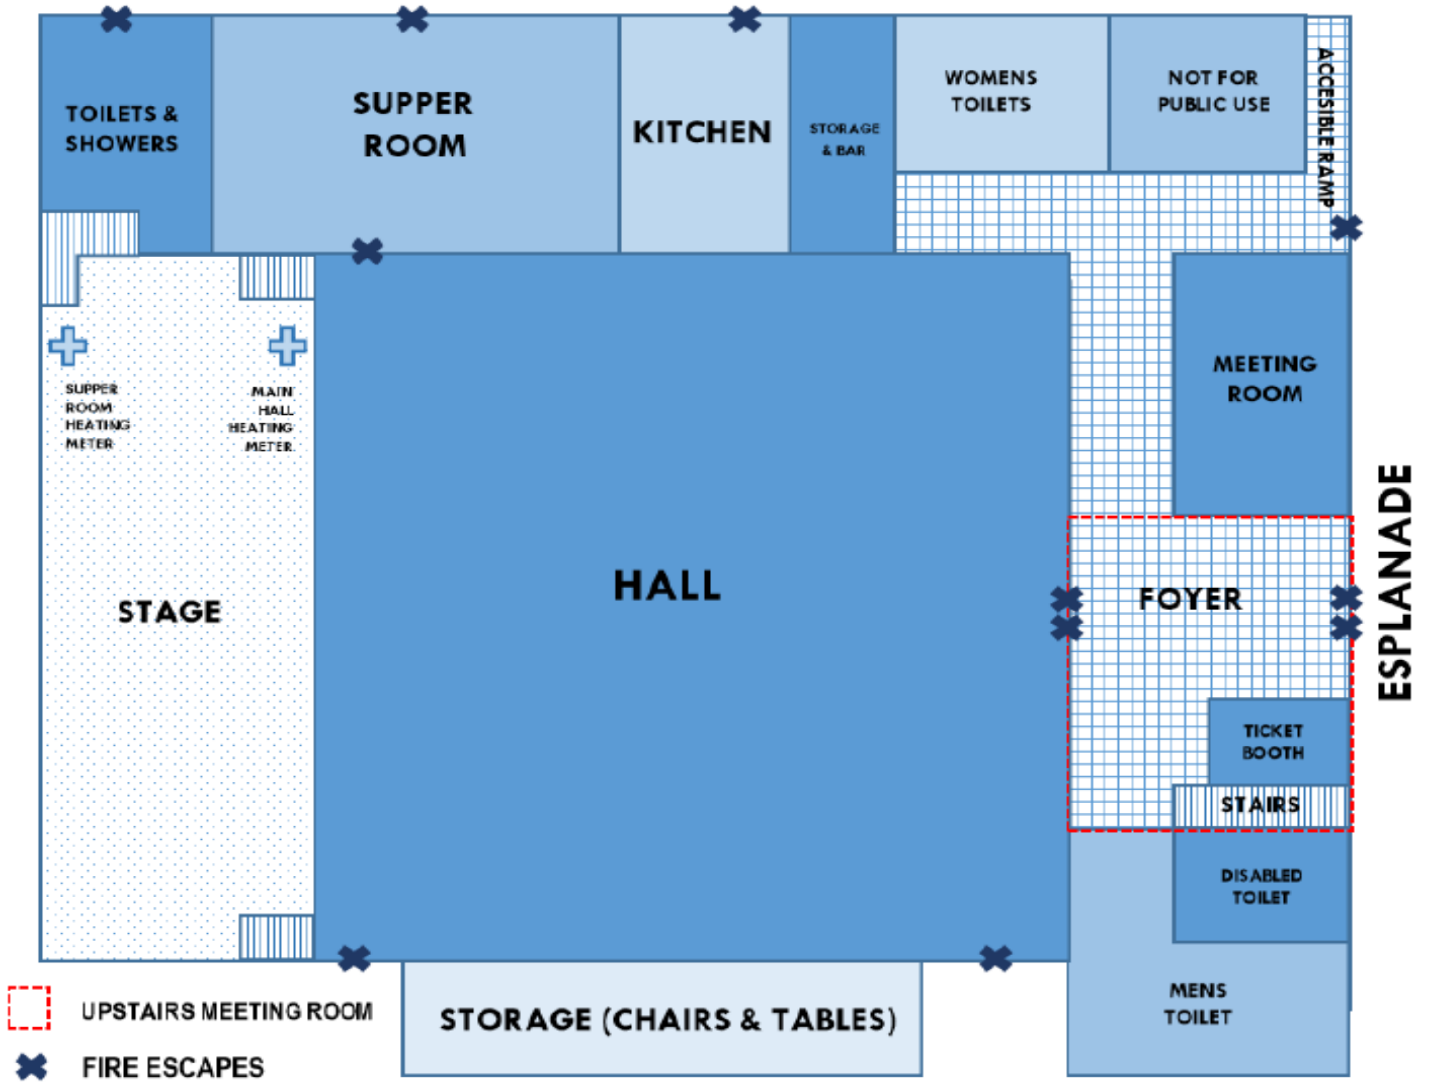 TOILETS &
SHOWERS
SUPPER
ROOM
KITCHEN
STORAGE
& BAR
WOMENS
TOILETS
NOT FOR
PUBLIC USE
ACCESIBLE RAMP
SUPPER
ROOM
HEATING
METER
MAIN
HALL
HEATING
METER
MEETING
ROOM
STAGE
HALL
FOYER
ESPLANADE
TICKET
BOOTH
STAIRS
DISABLED
TOILET
MENS
TOILET
STORAGE (CHAIRS & TABLES)
UPSTAIRS MEETING ROOM
FIRE ESCAPES